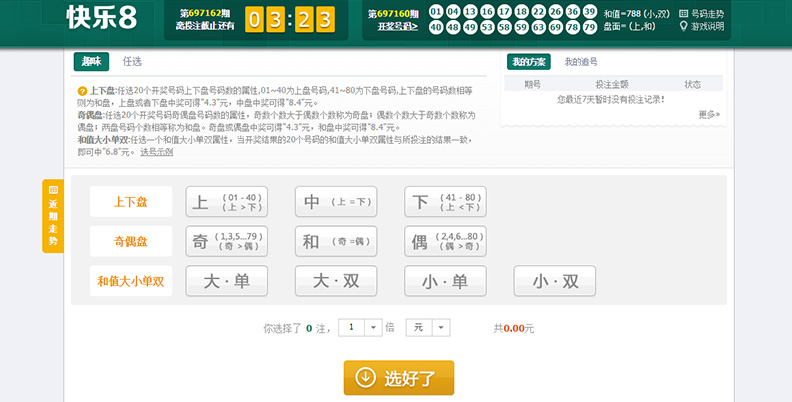 快乐8
第697162期
离投注截止还有
03:23
第697160期
开奖号码>
01 04 13 16 17 18 22 26 36 39
40 48 49 53 58 59 67 68 75 79
和值=788 (小,双)
盘面= (上,和)
号码走势
游戏说明
趣味
任选
上下盘:任选20个开奖号码上下盘号码数的属性,01~40为上盘号码,41~80为下盘号码,上下盘的号码数相等
则为和盘，上盘或者下盘中奖可得"4.3"元，中盘中奖可得"8.4"元。
奇偶盘:任选20个开奖号码奇偶盘号码数的属性，奇数个数大于偶数个数称为奇盘；偶数个数大于奇数个数称为
偶盘；两盘号码个数相等称为和盘。奇盘或偶盘中奖可得"4.3"元，和盘中奖可得"8.4"元。
和值大小单双:任选一个和值大小单双属性，当开奖结果的20个号码的和值大小单双属性与所投注的结果一致，
即可中"6.8"元。 选号示例
我的方案
我的追号
期号
投注金额
状态
您最近7天暂时没有投注记录！
更多»
近期走势
上下盘
上 (01-40) (上 >下)
中 (上 =下)
下 (41-80) (上 <下)
奇偶盘
奇 (1,3,5...79) (奇 >偶)
和 (奇 =偶)
偶 (2,4,6...80) (偶 >奇)
和值大小单双
大·单
大·双
小·单
小·双
你选择了 0 注， 1 倍 元 共0.00元
选好了